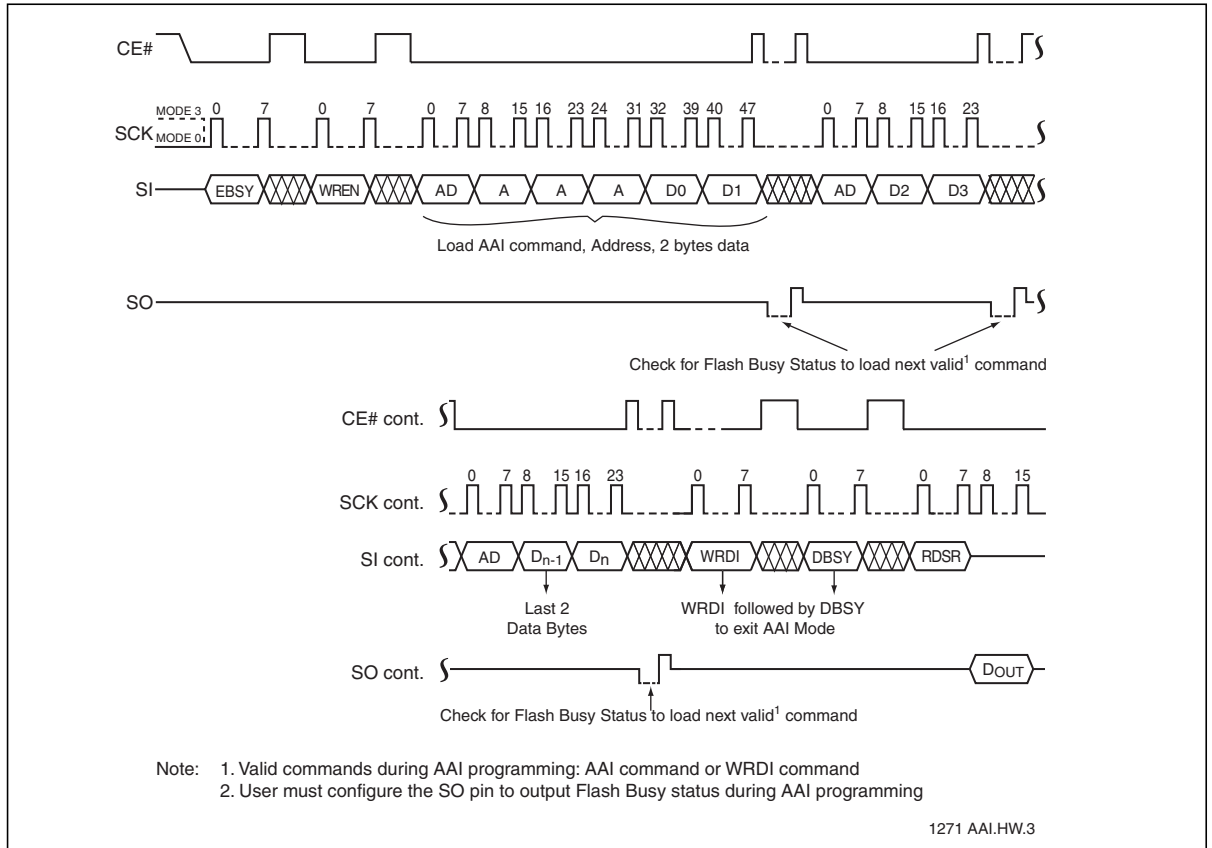 CE#
MODE 3
SCK
MODE 0
0 7 0 7 0 7 8 15 16 23 24 31 32 39 40 47 0 7 8 15 16 23
SI
EBSY WREN AD A A A D0 D1 AD D2 D3
Load AAI command, Address, 2 bytes data
SO
Check for Flash Busy Status to load next valid1 command
CE# cont.
0 7 8 15 16 23 0 7 0 7 0 7 8 15
SCK cont.
SI cont.
AD Dn-1 Dn WRDI DBSY RDSR
Last 2
Data Bytes
WRDI followed by DBSY
to exit AAI Mode
SO cont.
DOUT
Check for Flash Busy Status to load next valid1 command
Note: 1. Valid commands during AAI programming: AAI command or WRDI command
2. User must configure the SO pin to output Flash Busy status during AAI programming
1271 AAI.HW.3